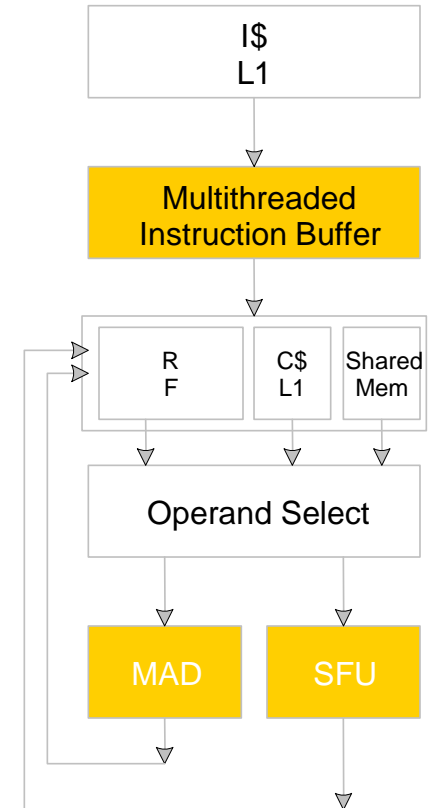 I$
L1
Multithreaded
Instruction Buffer
R
F
C$
L1
Shared
Mem
Operand Select
MAD
SFU